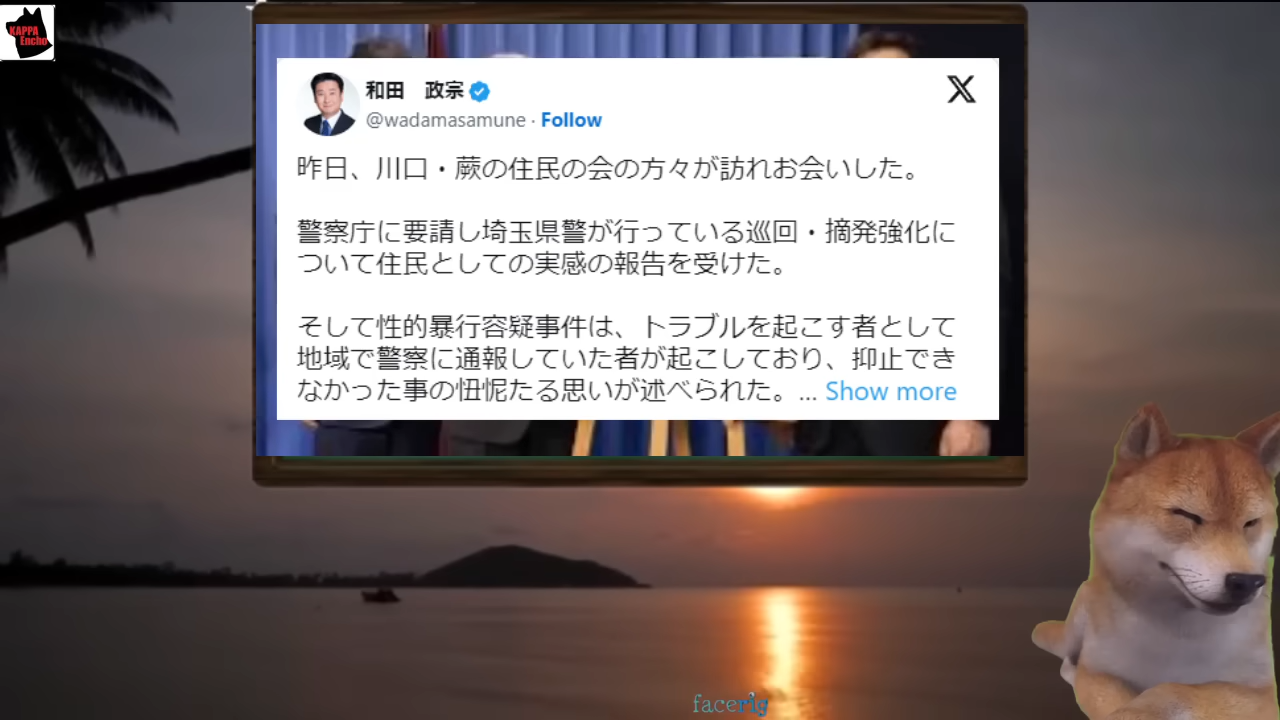 KAPPA
Encho
和田　政宗
@wadamasamune · Follow
昨日、川口・蕨の住民の会の方々が訪れお会いした。
警察庁に要請し埼玉県警が行っている巡回・摘発強化に
ついて住民としての実感の報告を受けた。
そして性的暴行容疑事件は、トラブルを起こす者として
地域で警察に通報していた者が起こしており、抑止でき
なかった事の忸怩たる思いが述べられた。... Show more
facerig